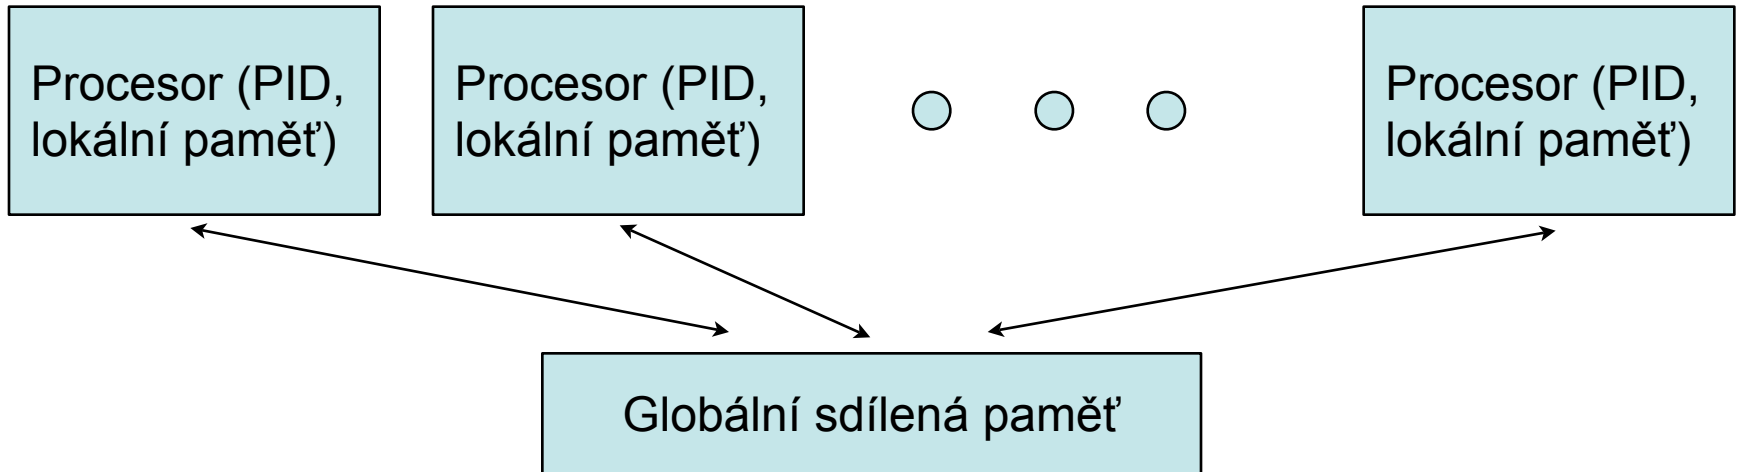 Procesor (PID,
lokální paměť)
Procesor (PID,
lokální paměť)
Procesor (PID,
lokální paměť)
Globální sdílená paměť